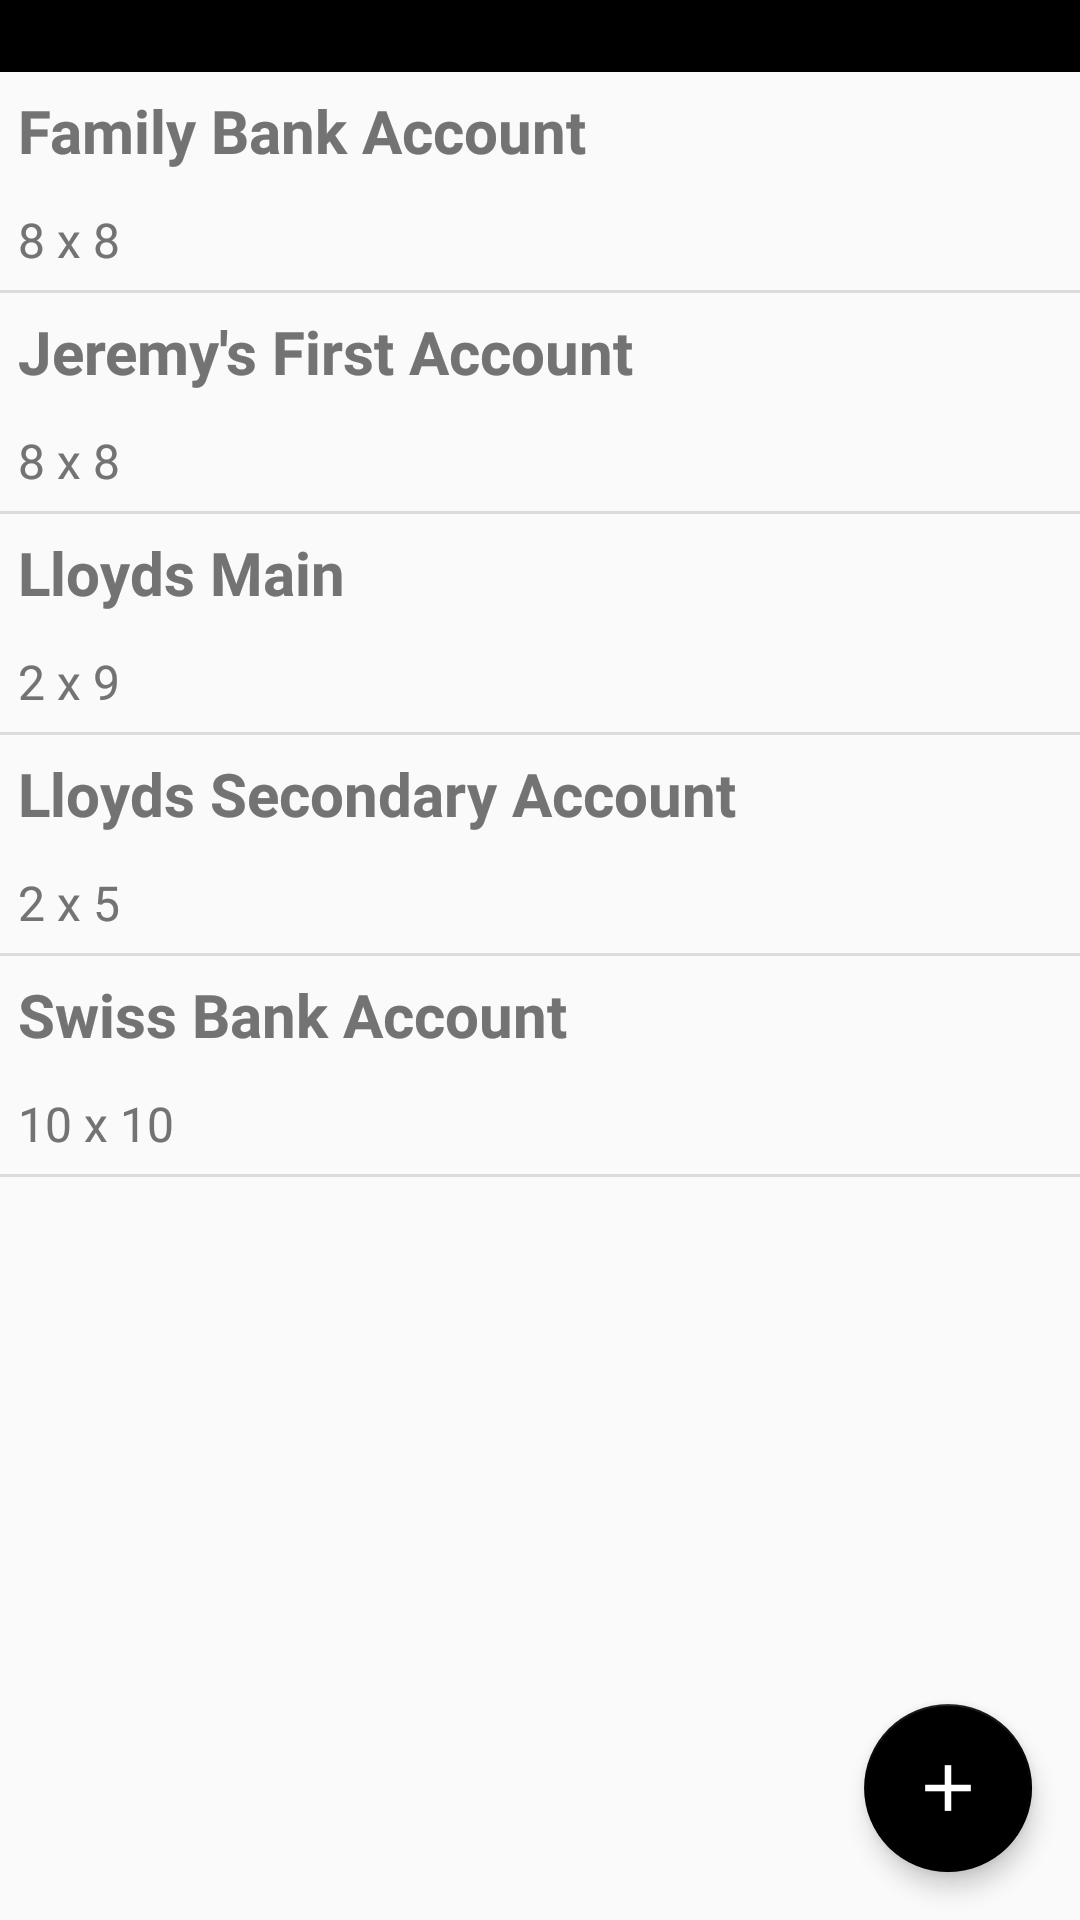 Family Bank Account
8 x 8
Jeremy's First Account
8 x 8
Lloyds Main
2 x 9
Lloyds Secondary Account
2 x 5
Swiss Bank Account
10 x 10